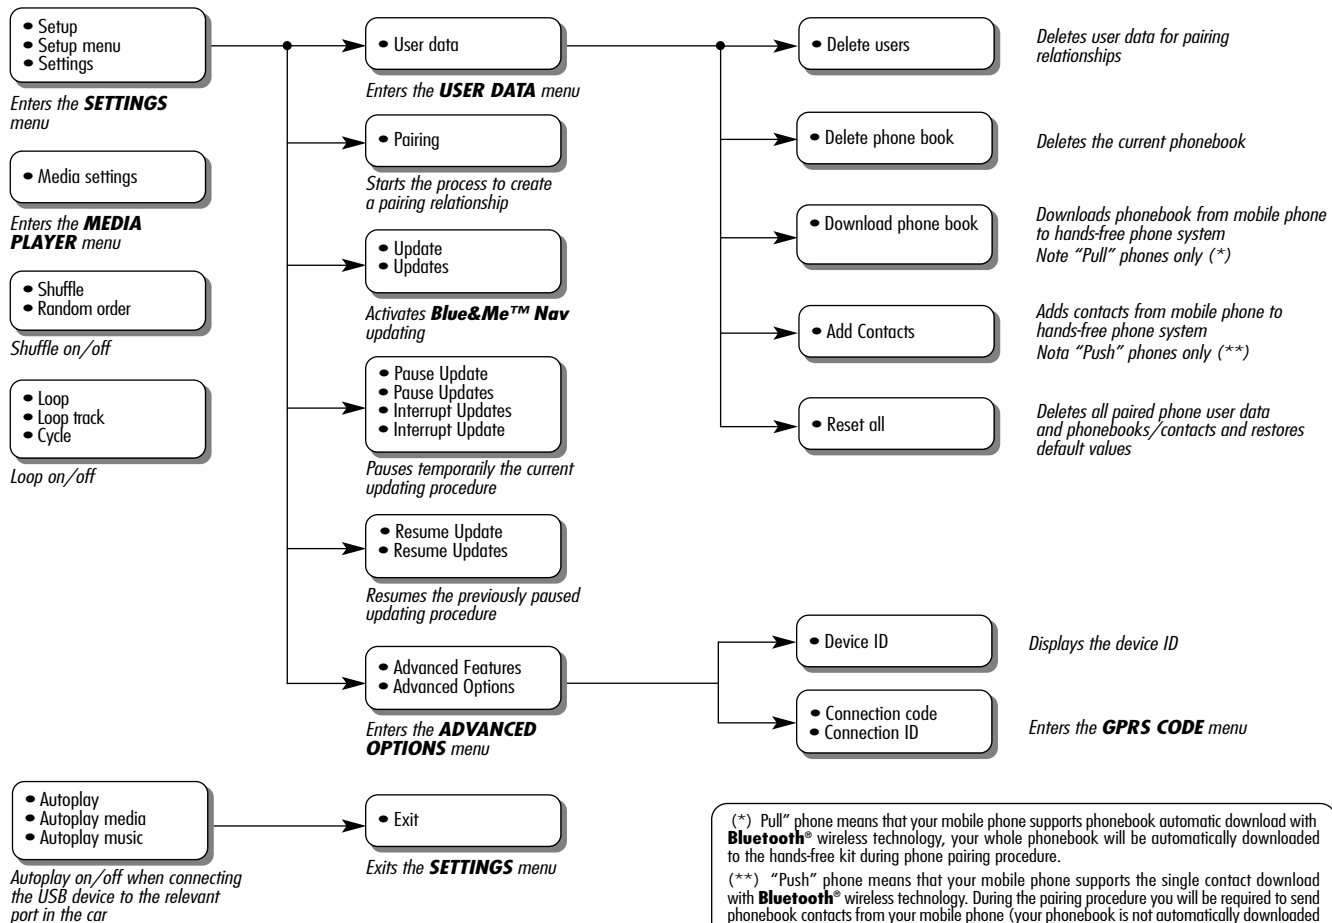 • Setup
• Setup menu
• Settings
Enters the SETTINGS
menu
• Media settings
Enters the MEDIA
PLAYER menu
• Shuffle
• Random order
Shuffle on/off
• Loop
• Loop track
• Cycle
Loop on/off
• Autoplay
• Autoplay media
• Autoplay music
Autoplay on/off when connecting
the USB device to the relevant
port in the car
• User data
Enters the USER DATA menu
• Pairing
Starts the process to create
a pairing relationship
• Update
• Updates
Activates Blue&Me™ Nav
updating
• Pause Update
• Pause Updates
• Interrupt Updates
• Interrupt Update
Pauses temporarily the current
updating procedure
• Resume Update
• Resume Updates
Resumes the previously paused
updating procedure
• Advanced Features
• Advanced Options
Enters the ADVANCED
OPTIONS menu
• Exit
Exits the SETTINGS menu
• Delete users
Deletes user data for pairing
relationships
• Delete phone book
Deletes the current phonebook
• Download phone book
Downloads phonebook from mobile phone
to hands-free phone system
Note “Pull” phones only (*)
• Add Contacts
Adds contacts from mobile phone to
hands-free phone system
Nota “Push” phones only (**)
• Reset all
Deletes all paired phone user data
and phonebooks/contacts and restores
default values
• Device ID
Displays the device ID
• Connection code
• Connection ID
Enters the GPRS CODE menu
(*) Pull” phone means that your mobile phone supports phonebook automatic download with
Bluetooth® wireless technology, your whole phonebook will be automatically downloaded
to the hands-free kit during phone pairing procedure.
(**) “Push” phone means that your mobile phone supports the single contact download
with Bluetooth® wireless technology. During the pairing procedure you will be required to send
phonebook contacts from your mobile phone (your phonebook is not automatically downloaded